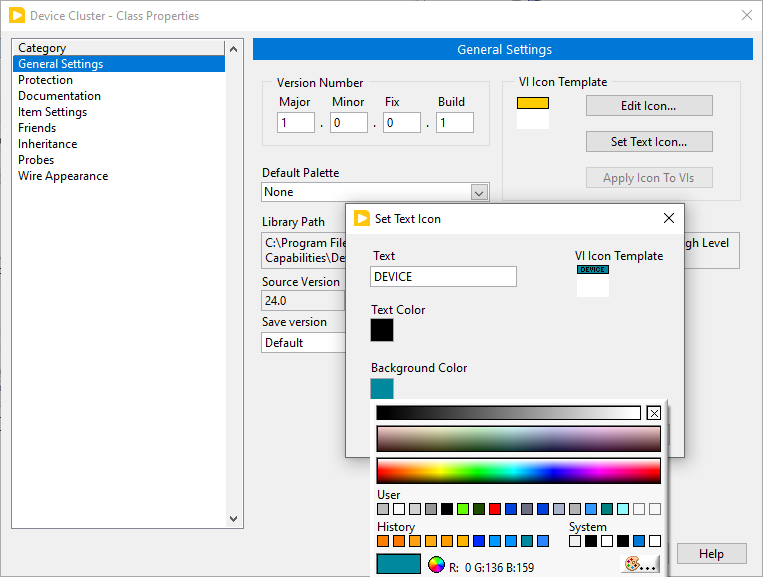 Device Cluster - Class Properties
Category
General Settings
Protection
Documentation
Item Settings
Friends
Inheritance
Probes
Wire Appearance
General Settings
Version Number
Major Minor Fix Build
1 . 0 . 0 . 1
VI Icon Template
Edit Icon...
Set Text Icon...
Apply Icon To VIs
Default Palette
None
Library Path
C:\Program File
gh Level
Capabilities\De
Source Version
24.0
Save version
Default
Set Text Icon
Text
DEVICE
VI Icon Template
DEVICE
Text Color
Background Color
User
History
System
R: 0 G:136 B:159
...
Help